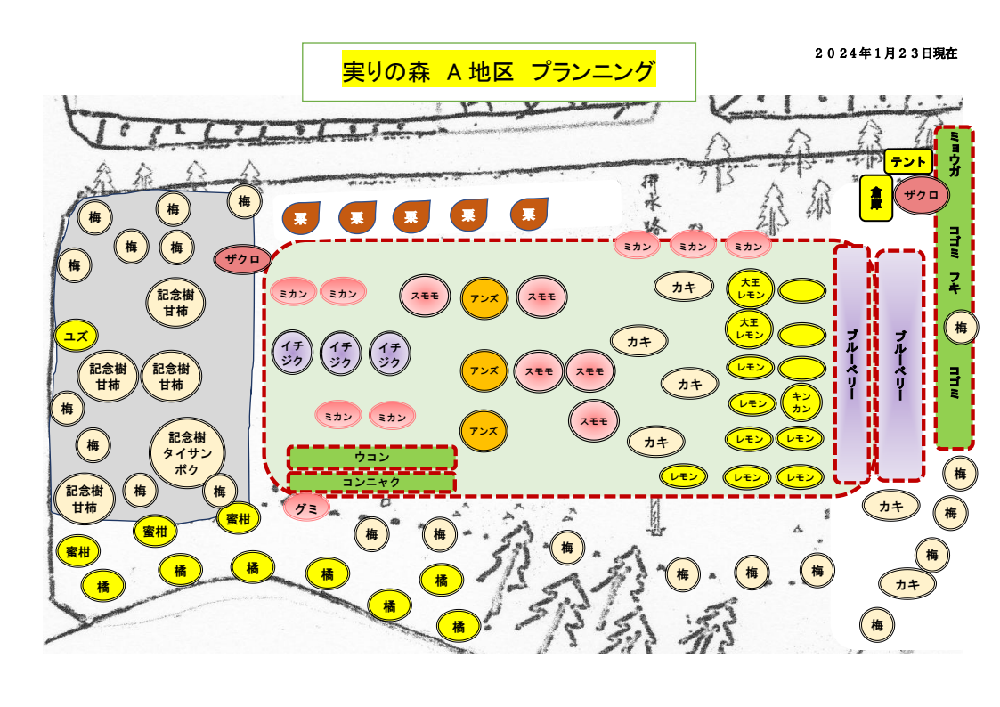 ２０２４年１月２３日現在
実りの森　A 地区　プランニング
ミョウガ
テント
倉庫
ザクロ
排水路
梅
梅
梅
栗
栗
栗
栗
栗
梅
梅
梅
ザクロ
ミカン
ミカン
ミカン
ゴゴミ
フキ
記念樹
甘柿
ミカン
ミカン
スモモ
アンズ
スモモ
カキ
大王
レモン
ユズ
大王
レモン
梅
イチ
ジク
イチ
ジク
イチ
ジク
カキ
ブルーベリー
ブルーベリー
記念樹
甘柿
記念樹
甘柿
アンズ
スモモ
スモモ
カキ
レモン
コゴミ
梅
ミカン
ミカン
スモモ
レモン
キン
カン
梅
記念樹
タイサン
ボク
アンズ
カキ
レモン
レモン
ウコン
コンニャク
レモン
レモン
レモン
梅
記念樹
甘柿
梅
梅
グミ
カキ
梅
蜜柑
蜜柑
蜜柑
梅
梅
梅
梅
橘
橘
橘
橘
橘
橘
橘
梅
梅
梅
カキ
梅